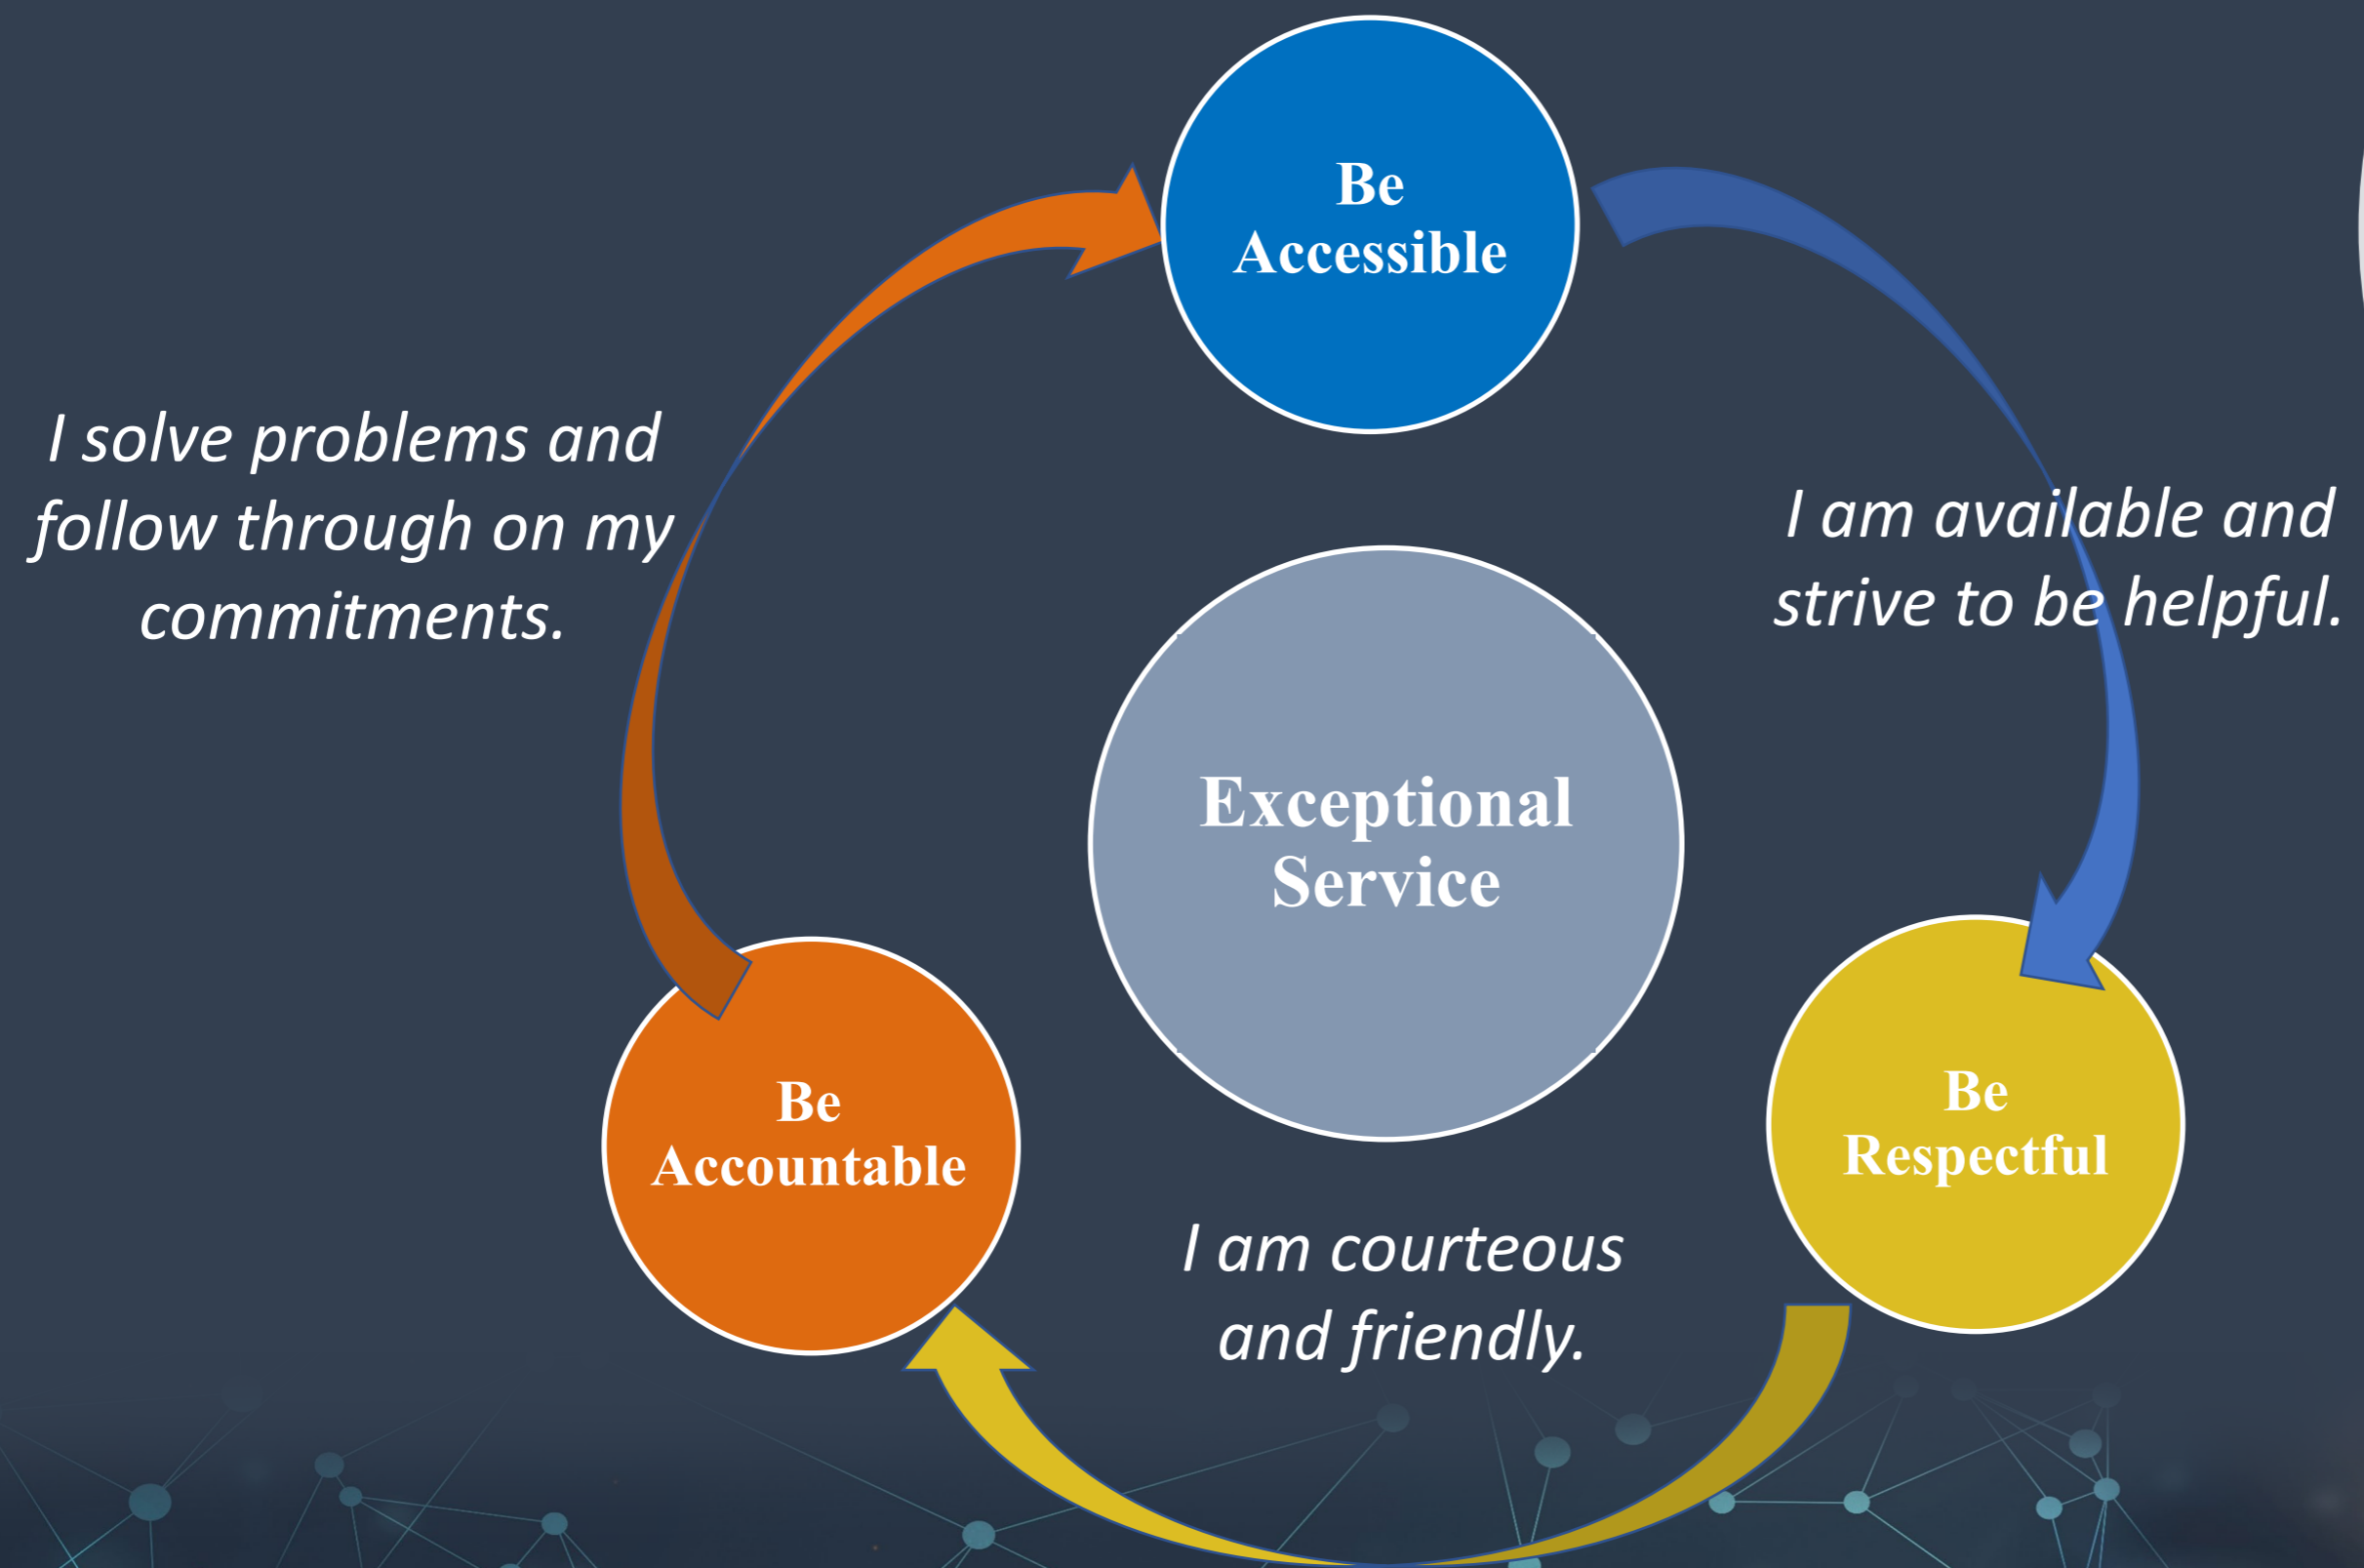 Be
Accessible
I solve problems and
follow through on my
commitments.
I am available and
strive to be helpful.
Exceptional
Service
Be
Accountable
Be
Respectful
I am courteous
and friendly.